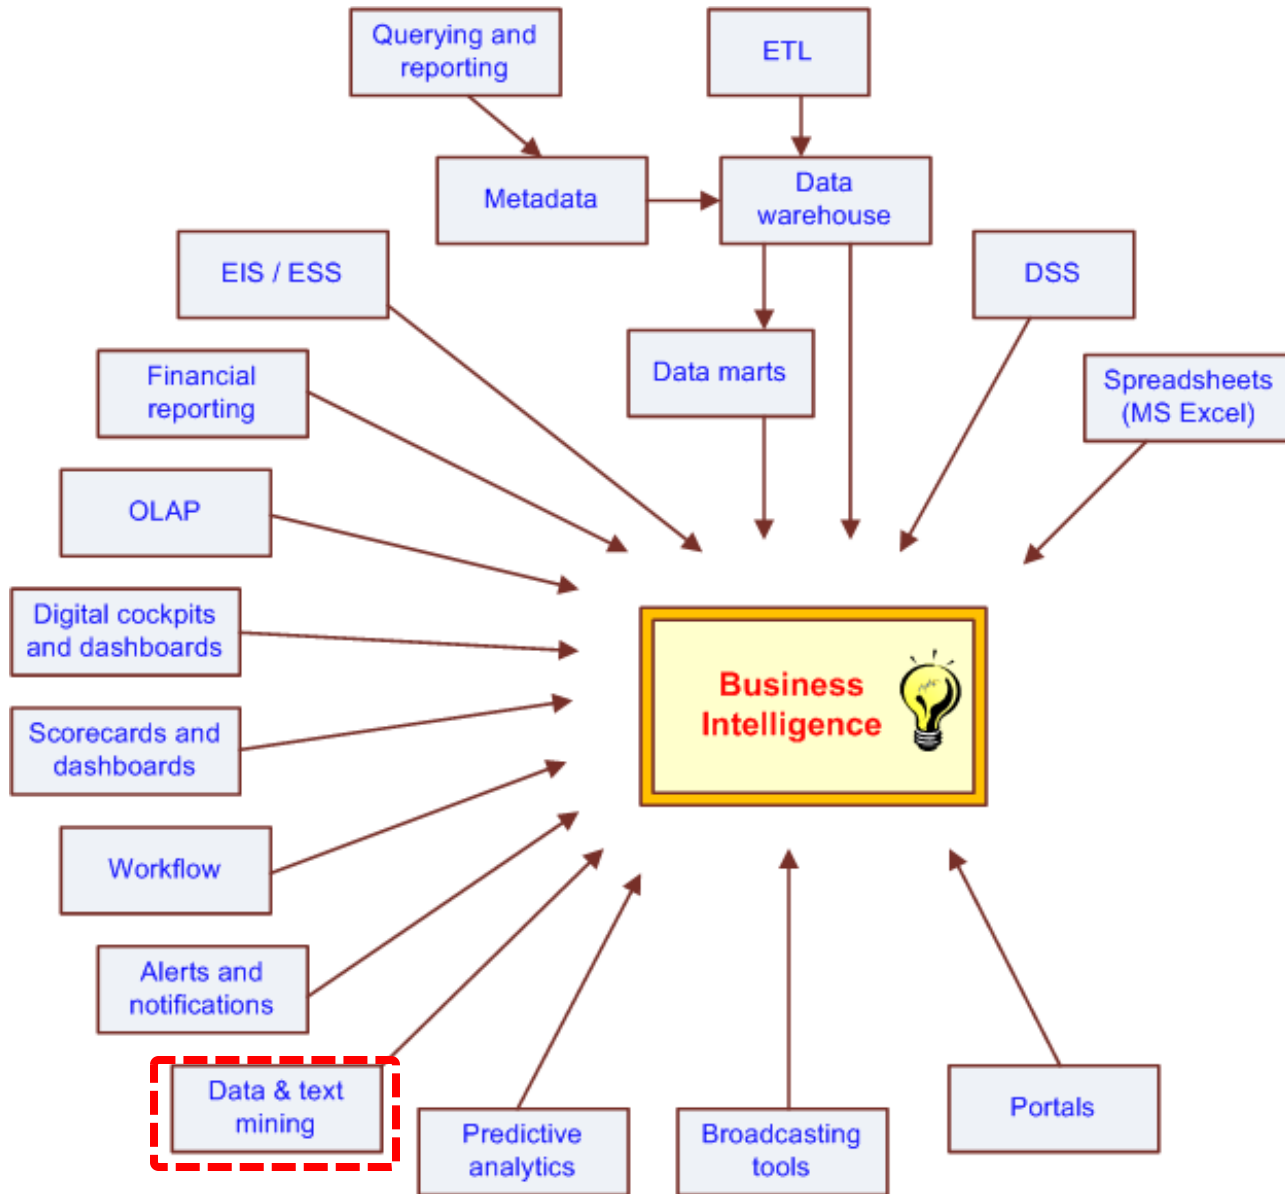 Querying and
reporting
ETL
Metadata
Data
warehouse
EIS / ESS
DSS
Data marts
Financial
reporting
Spreadsheets
(MS Excel)
OLAP
Digital cockpits
and dashboards
Business
Intelligence
Scorecards and
dashboards
Workflow
Alerts and
notifications
Data & text
mining
Predictive
analytics
Broadcasting
tools
Portals